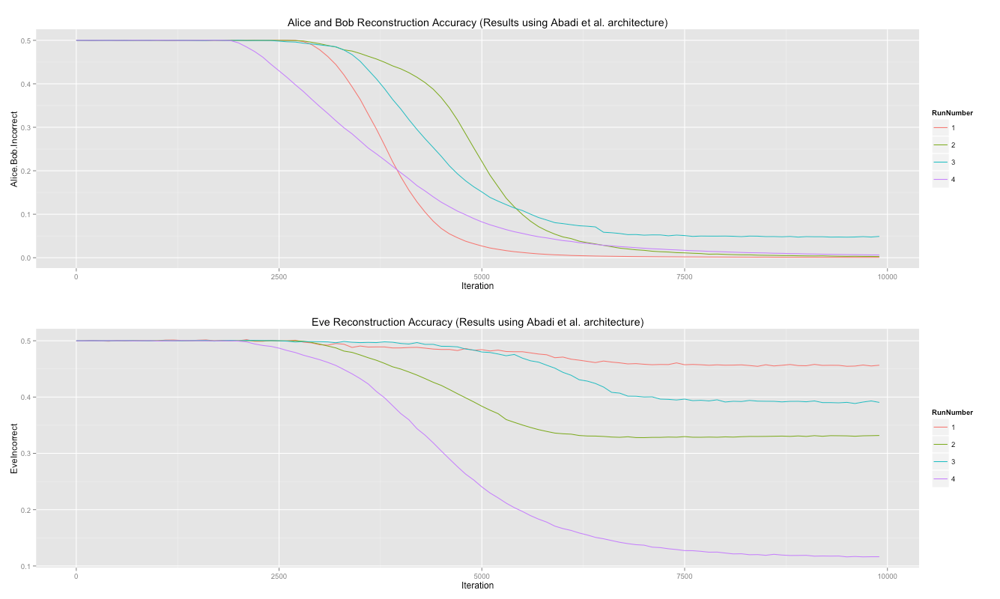 Alice and Bob Reconstruction Accuracy (Results using Abadi et al. architecture)
Alice.Bob.Incorrect
0.5
0.4
0.3
0.2
0.1
0.0
0 2500 5000 7500 10000
Iteration
RunNumber
1
2
3
4
Eve Reconstruction Accuracy (Results using Abadi et al. architecture)
EveIncorrect
0.5
0.4
0.3
0.2
0.1
0 2500 5000 7500 10000
Iteration
RunNumber
1
2
3
4